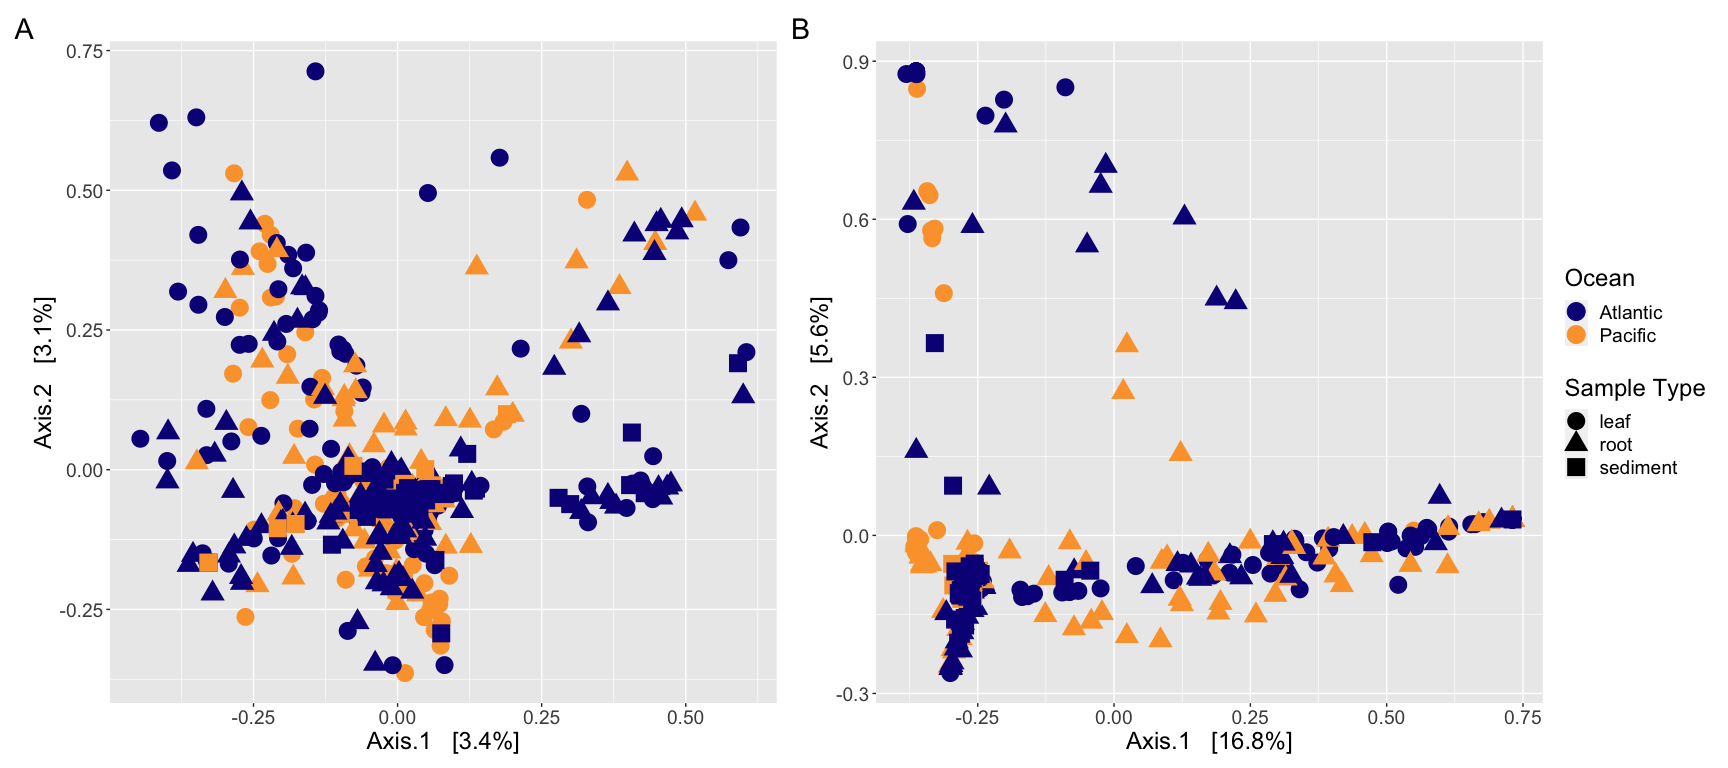 A
B
0.75
0.50
0.25
0.00
-0.25
Axis.2 [3.1%]
-0.25
0.00
0.25
0.50
Axis.1 [3.4%]
0.9
0.6
0.3
0.0
-0.3
Axis.2 [5.6%]
-0.25
0.00
0.25
0.50
0.75
Axis.1 [16.8%]
Ocean
Atlantic
Pacific
Sample Type
leaf
root
sediment